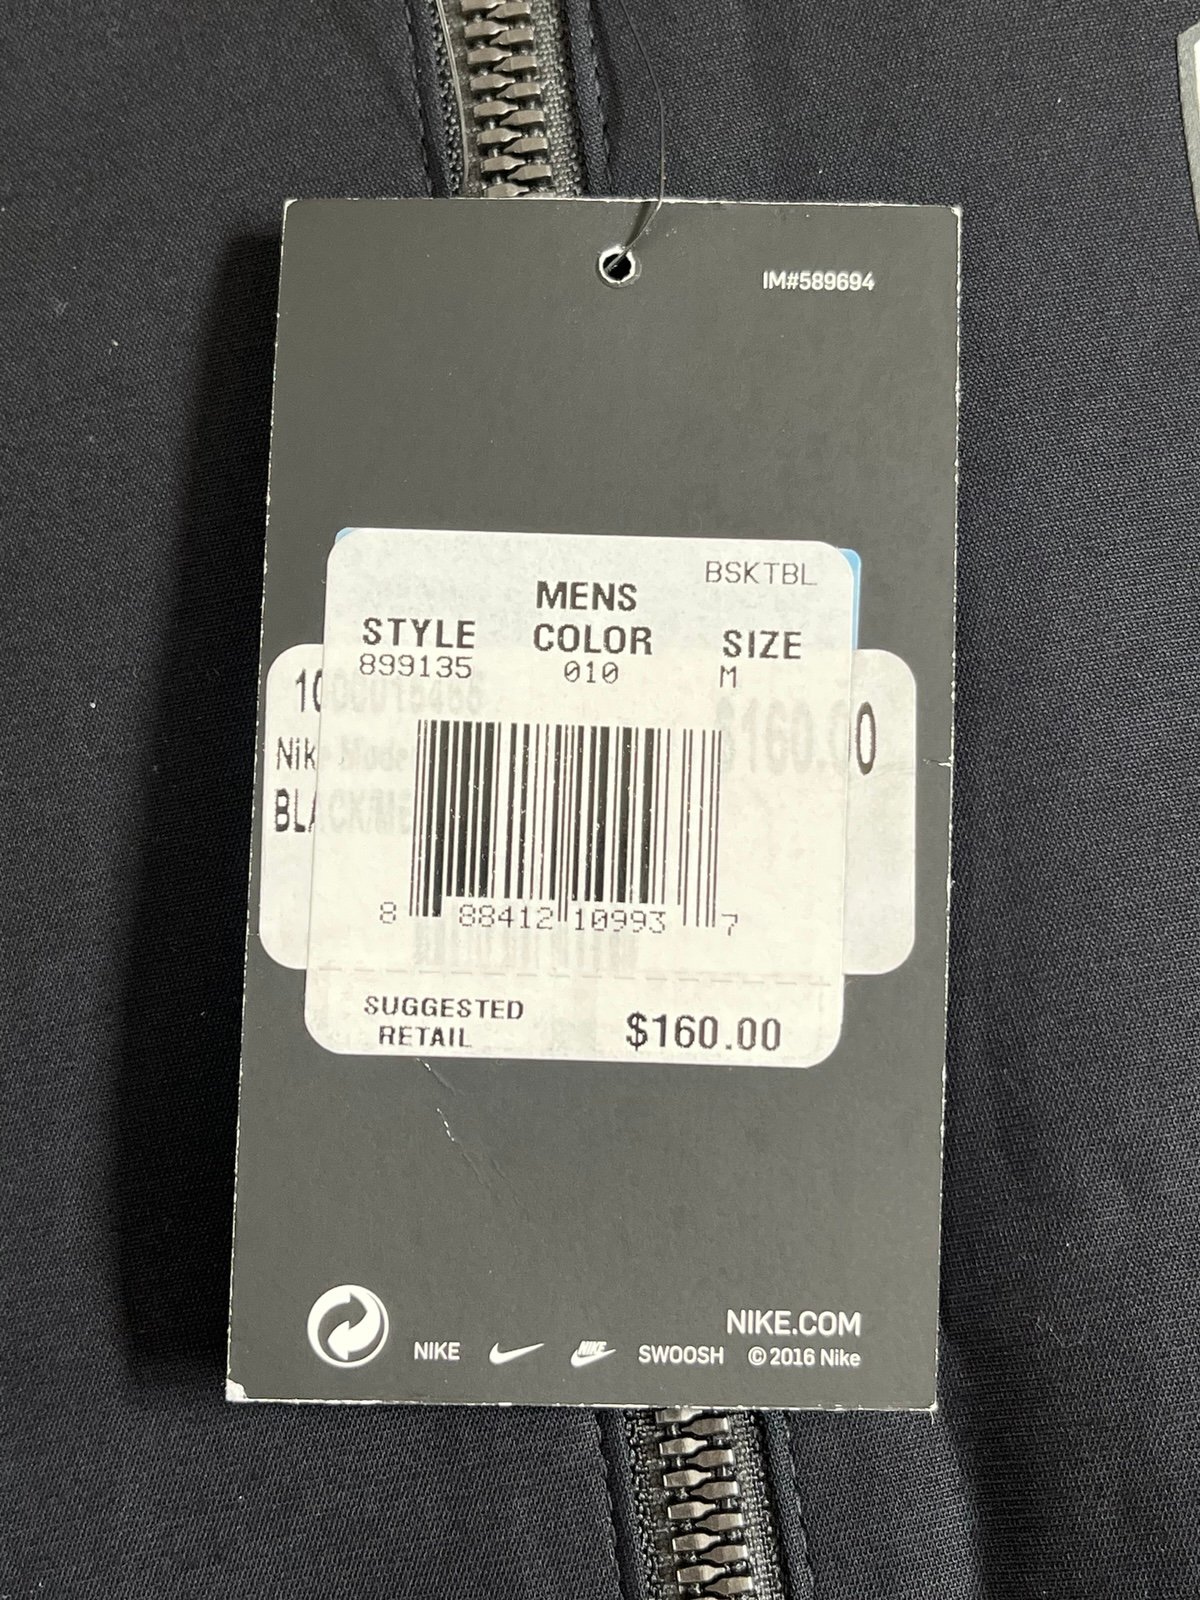 IM#589694
BSKTBL
MENS
STYLE COLOR SIZE
899135 010 M
$160.00
8 88412 10993 7
SUGGESTED
RETAIL $160.00
NIKE.COM
NIKE NIKE SWOOSH © 2016 Nike